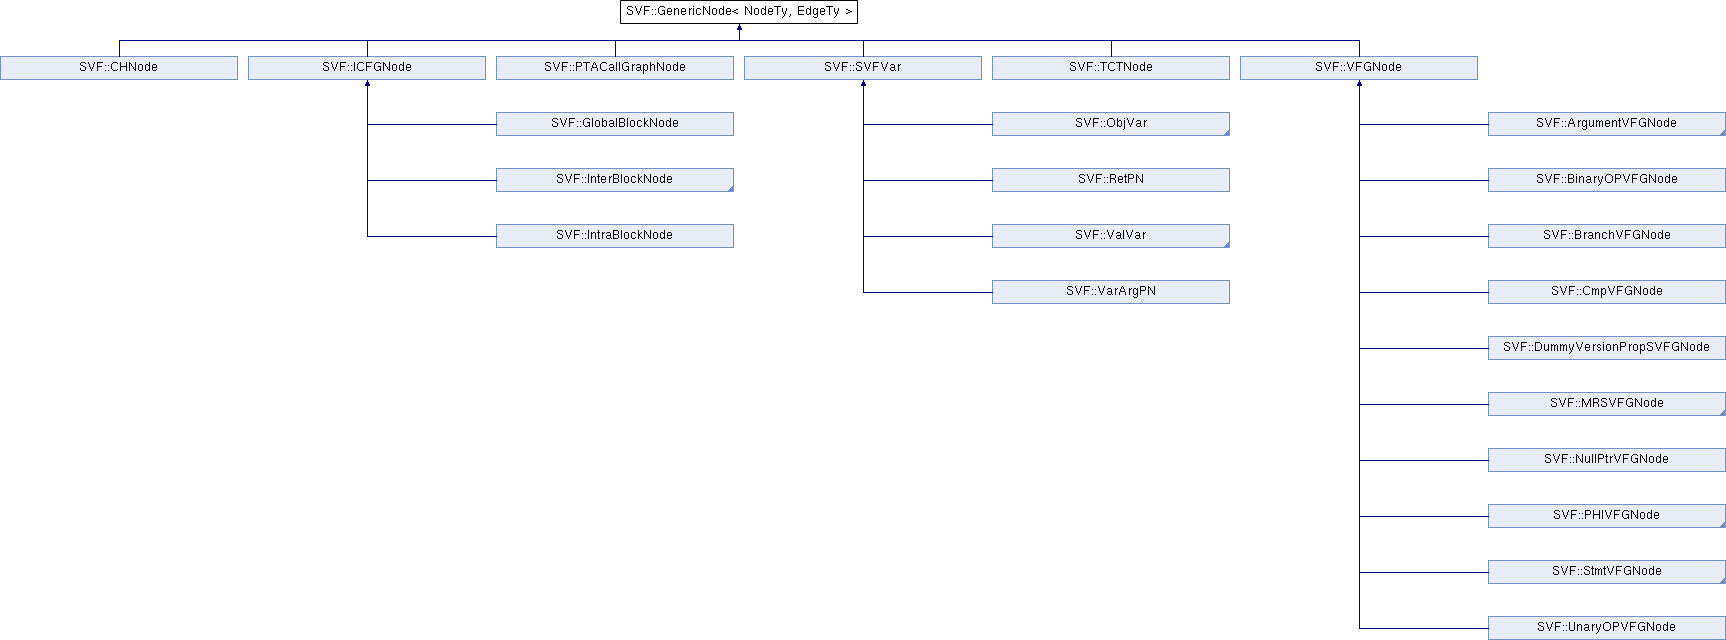 SVF::GenericNode< NodeTy, EdgeTy >
SVF::CHNode
SVF::ICFGNode
SVF::PTACallGraphNode
SVF::SVFVar
SVF::TCTNode
SVF::VFGNode
SVF::GlobalBlockNode
SVF::InterBlockNode
SVF::IntraBlockNode
SVF::ObjVar
SVF::RetPN
SVF::ValVar
SVF::VarArgPN
SVF::ArgumentVFGNode
SVF::BinaryOPVFGNode
SVF::BranchVFGNode
SVF::CmpVFGNode
SVF::DummyVersionPropSVFGNode
SVF::MRSVFGNode
SVF::NullPtrVFGNode
SVF::PHIVFGNode
SVF::StmtVFGNode
SVF::UnaryOPVFGNode